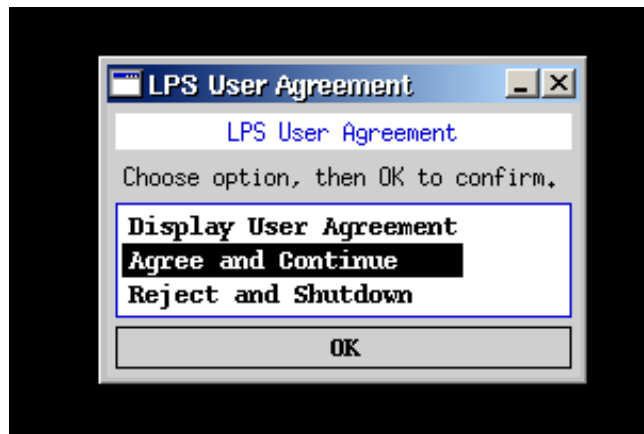 LPS User Agreement
LPS User Agreement
Choose option, then OK to confirm.
Display User Agreement
Agree and Continue
Reject and Shutdown
OK